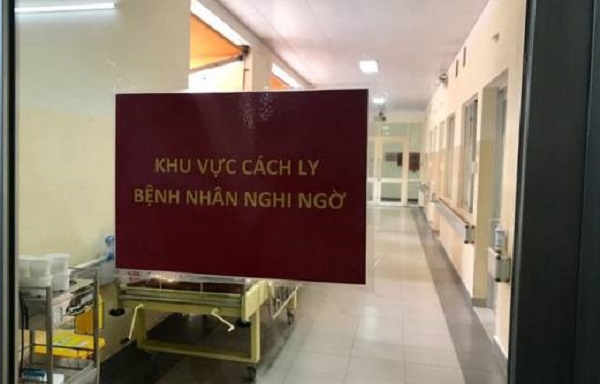 KHU VỰC CÁCH LY
BỆNH NHÂN NGHI NGỜ